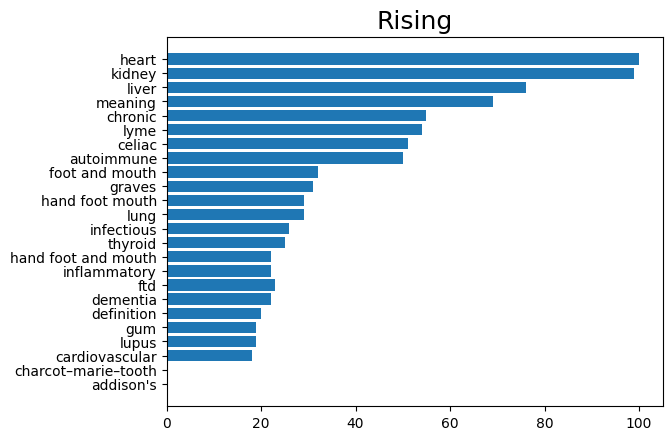 Rising
heart
kidney
liver
meaning
chronic
lyme
celiac
autoimmune
foot and mouth
graves
hand foot mouth
lung
infectious
thyroid
hand foot and mouth
inflammatory
ftd
dementia
definition
gum
lupus
cardiovascular
charcot–marie–tooth
addison's
0 20 40 60 80 100